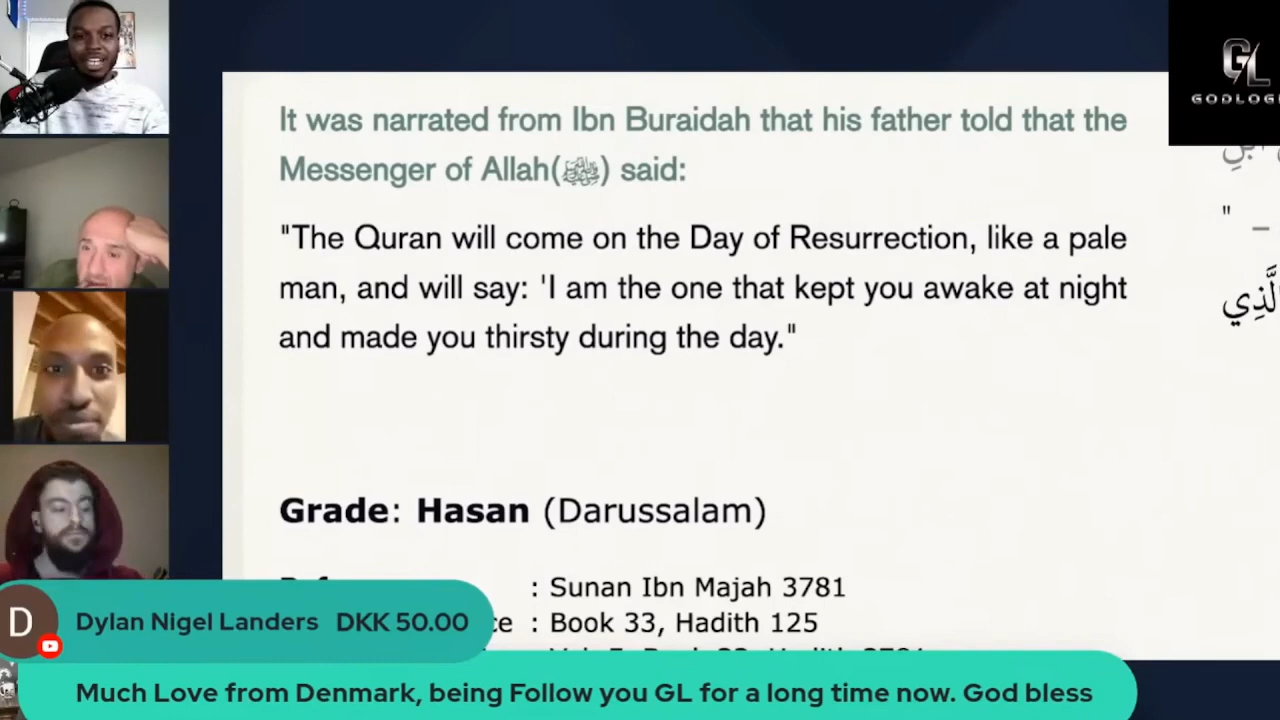 GL
It was narrated from Ibn Buraidah that his father told that the
Messenger of Allah(ﷺ) said:
"The Quran will come on the Day of Resurrection, like a pale
man, and will say: 'I am the one that kept you awake at night
and made you thirsty during the day."
الَّذِي
Grade: Hasan (Darussalam)
: Sunan Ibn Majah 3781
: Book 33, Hadith 125
D
Dylan Nigel Landers DKK 50.00
Much Love from Denmark, being Follow you GL for a long time now. God bless